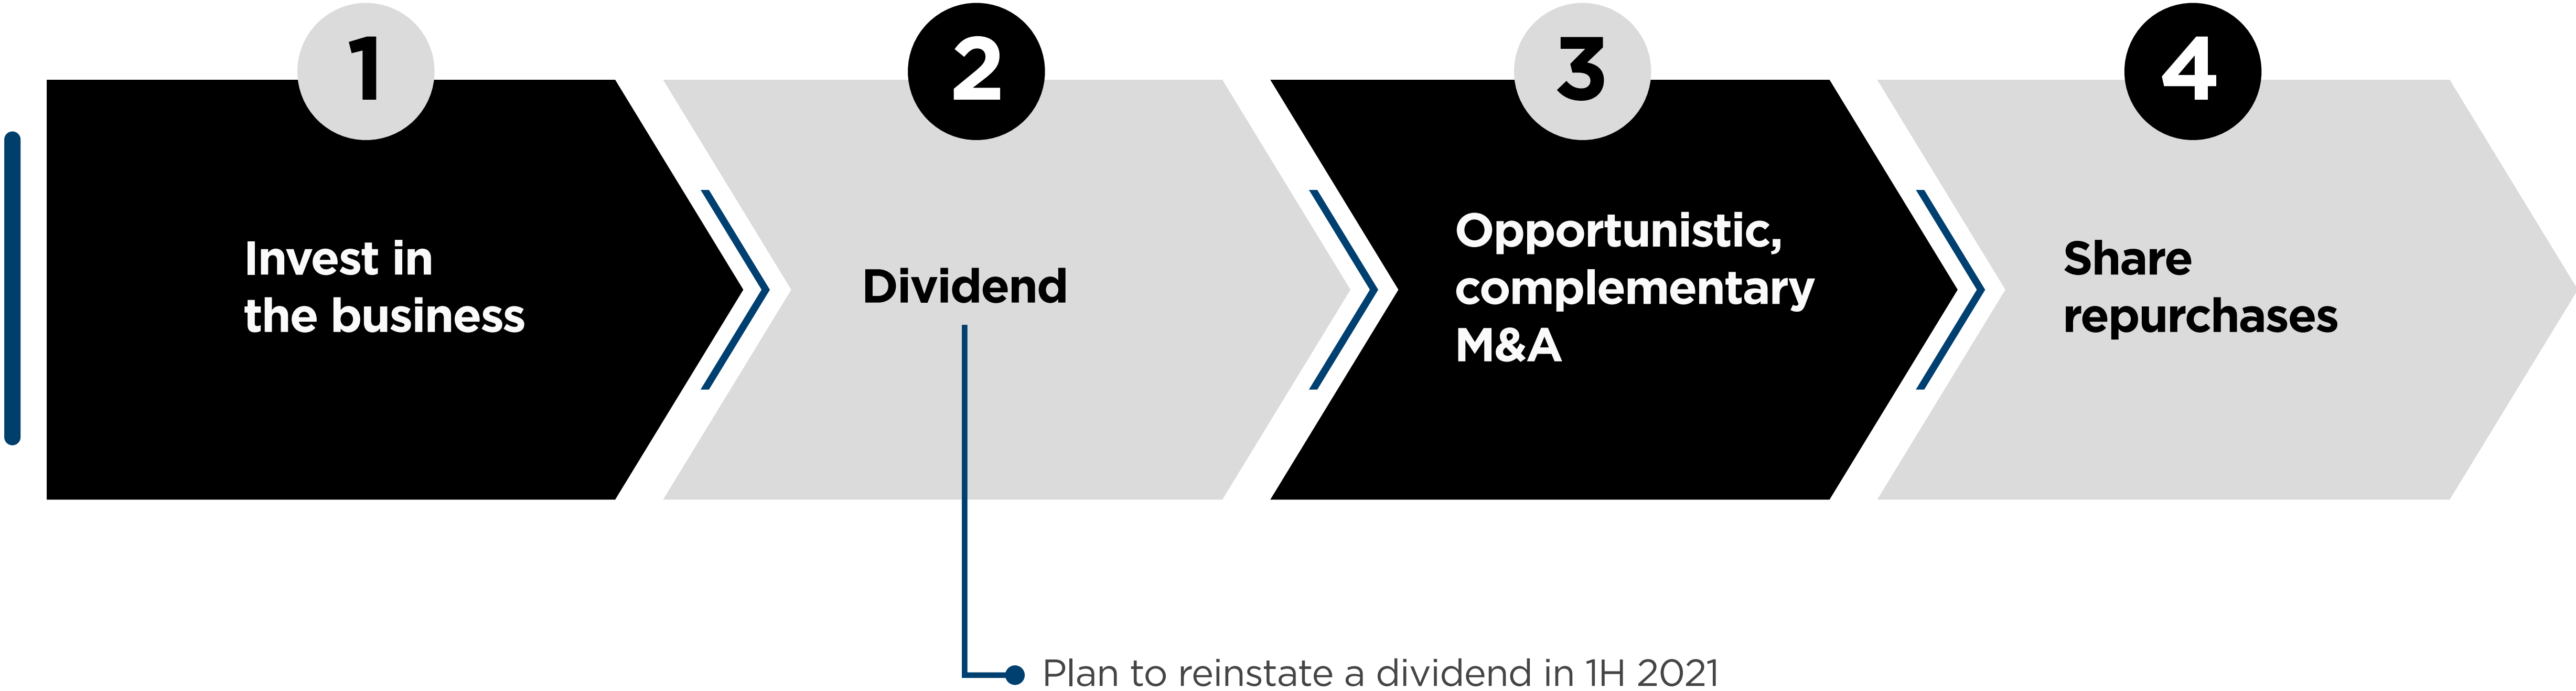 1
Invest in
the business
2
Dividend
Plan to reinstate a dividend in 1H 2021
3
Opportunistic,
complementary
M&A
4
Share
repurchases